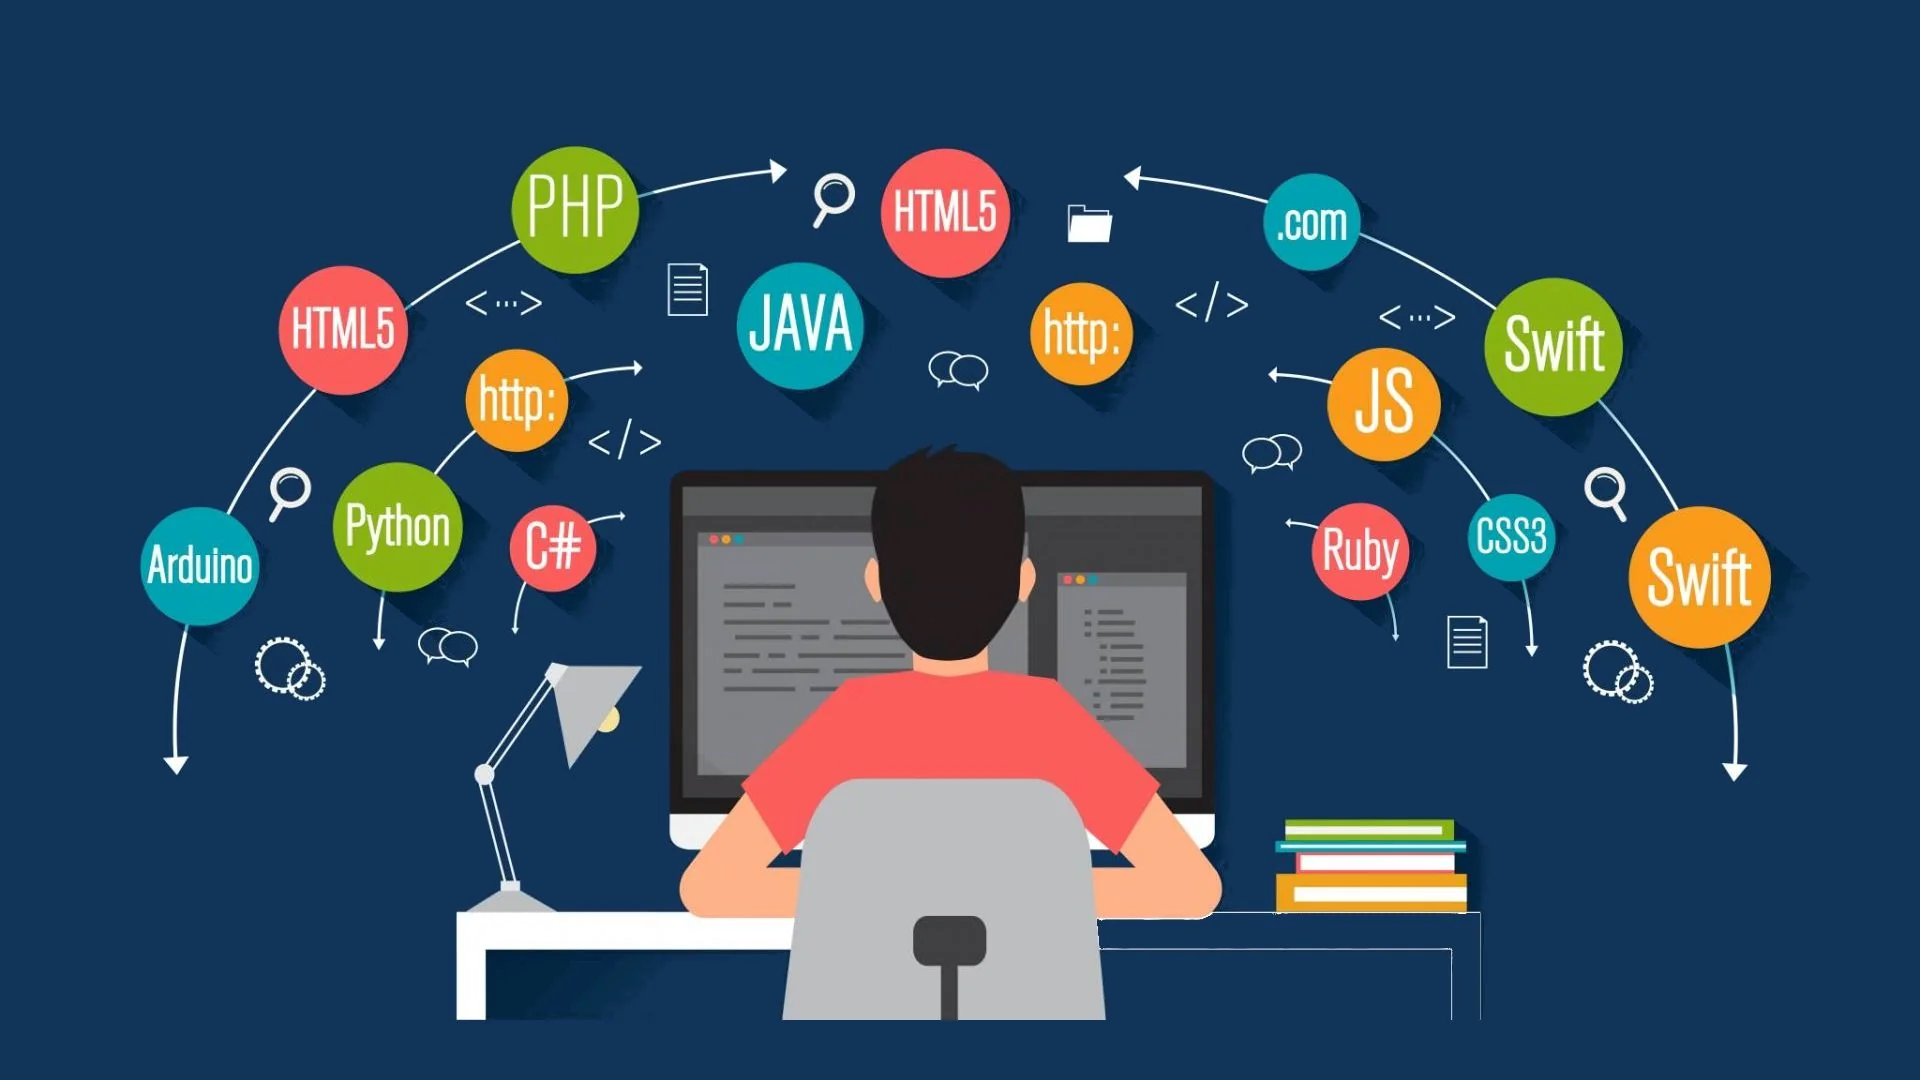 PHP
HTML5
.com
HTML5
JAVA
http:
Swift
http:
JS
Python
C#
Ruby
CSS3
Arduino
Swift